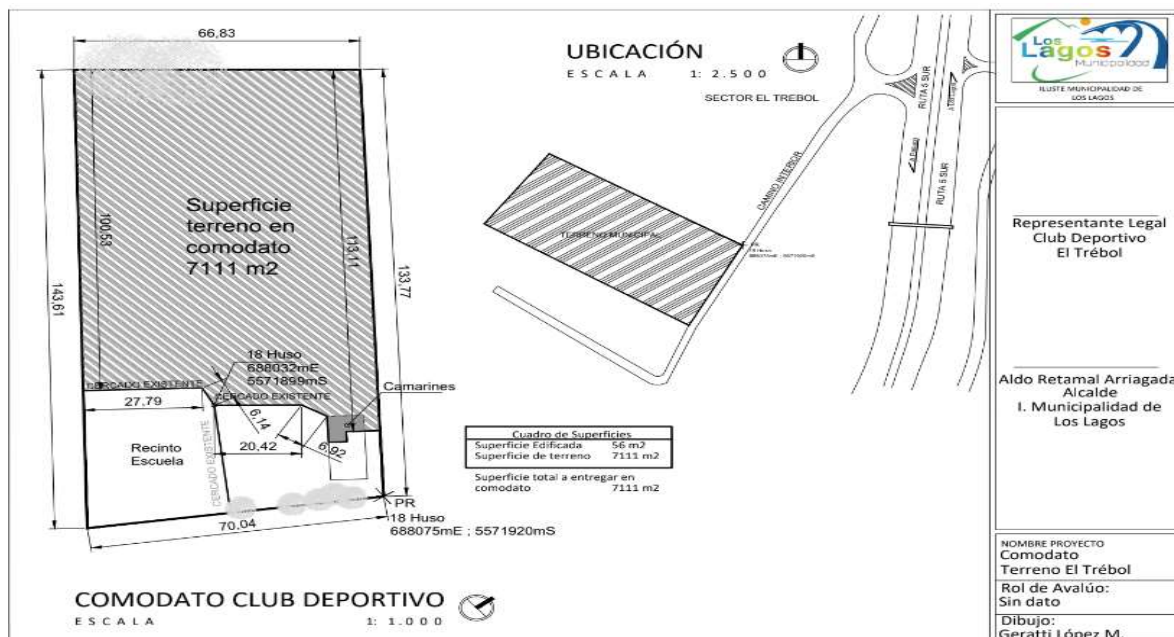 66,83
143,61
100,53
113,11
133,77
Superficie
terreno en
comodato
7111 m2
18 Huso
688032mE
5571899mS
CERCADO EXISTENTE
CERCADO EXISTENTE
CERCADO EXISTENTE
Camarines
27,79
6,14
20,42
6,92
Recinto
Escuela
70,04
PR
18 Huso
688075mE ; 5571920mS
COMODATO CLUB DEPORTIVO
ESCALA 1: 1.000
UBICACIÓN
ESCALA 1: 2.500
SECTOR EL TREBOL
TERRENO MUNICIPAL
CAMINO INTERIOR
PR
18 Huso
688075mE ; 5571920mS
RUTA 5 SUR
RUTA 5 SUR
Cuadro de Superficies
Superficie Edificada 56 m2
Superficie de terreno 7111 m2
Superficie total a entregar en
comodato 7111 m2
Los
Lagos
Municipalidad
ILUSTE MUNICIPALIDAD DE
LOS LAGOS
Representante Legal
Club Deportivo
El Trébol
Aldo Retamal Arriagada
Alcalde
I. Municipalidad de
Los Lagos
NOMBRE PROYECTO
Comodato
Terreno El Trébol
Rol de Avalúo:
Sin dato
Dibujo:
Geratti López M.